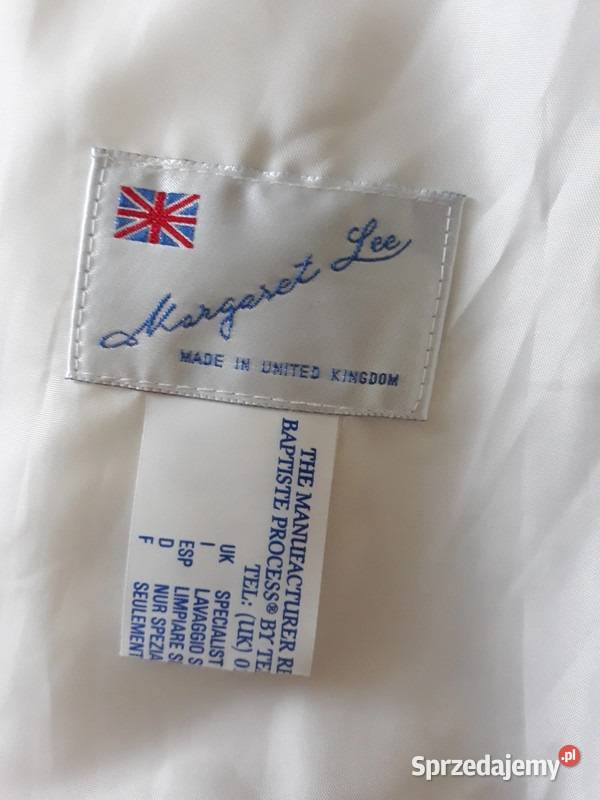 Margaret Lee
MADE IN UNITED KINGDOM
THE MANUFACTURER RE
BAPTISTE PROCESS® BY TE
TEL: (UK) 0
UK SPECIALIST
I LAVAGGIO S
ESP LIMPIARE S
D NUR SPEZIA
F SEULEMENT
Sprzedajemy.pl